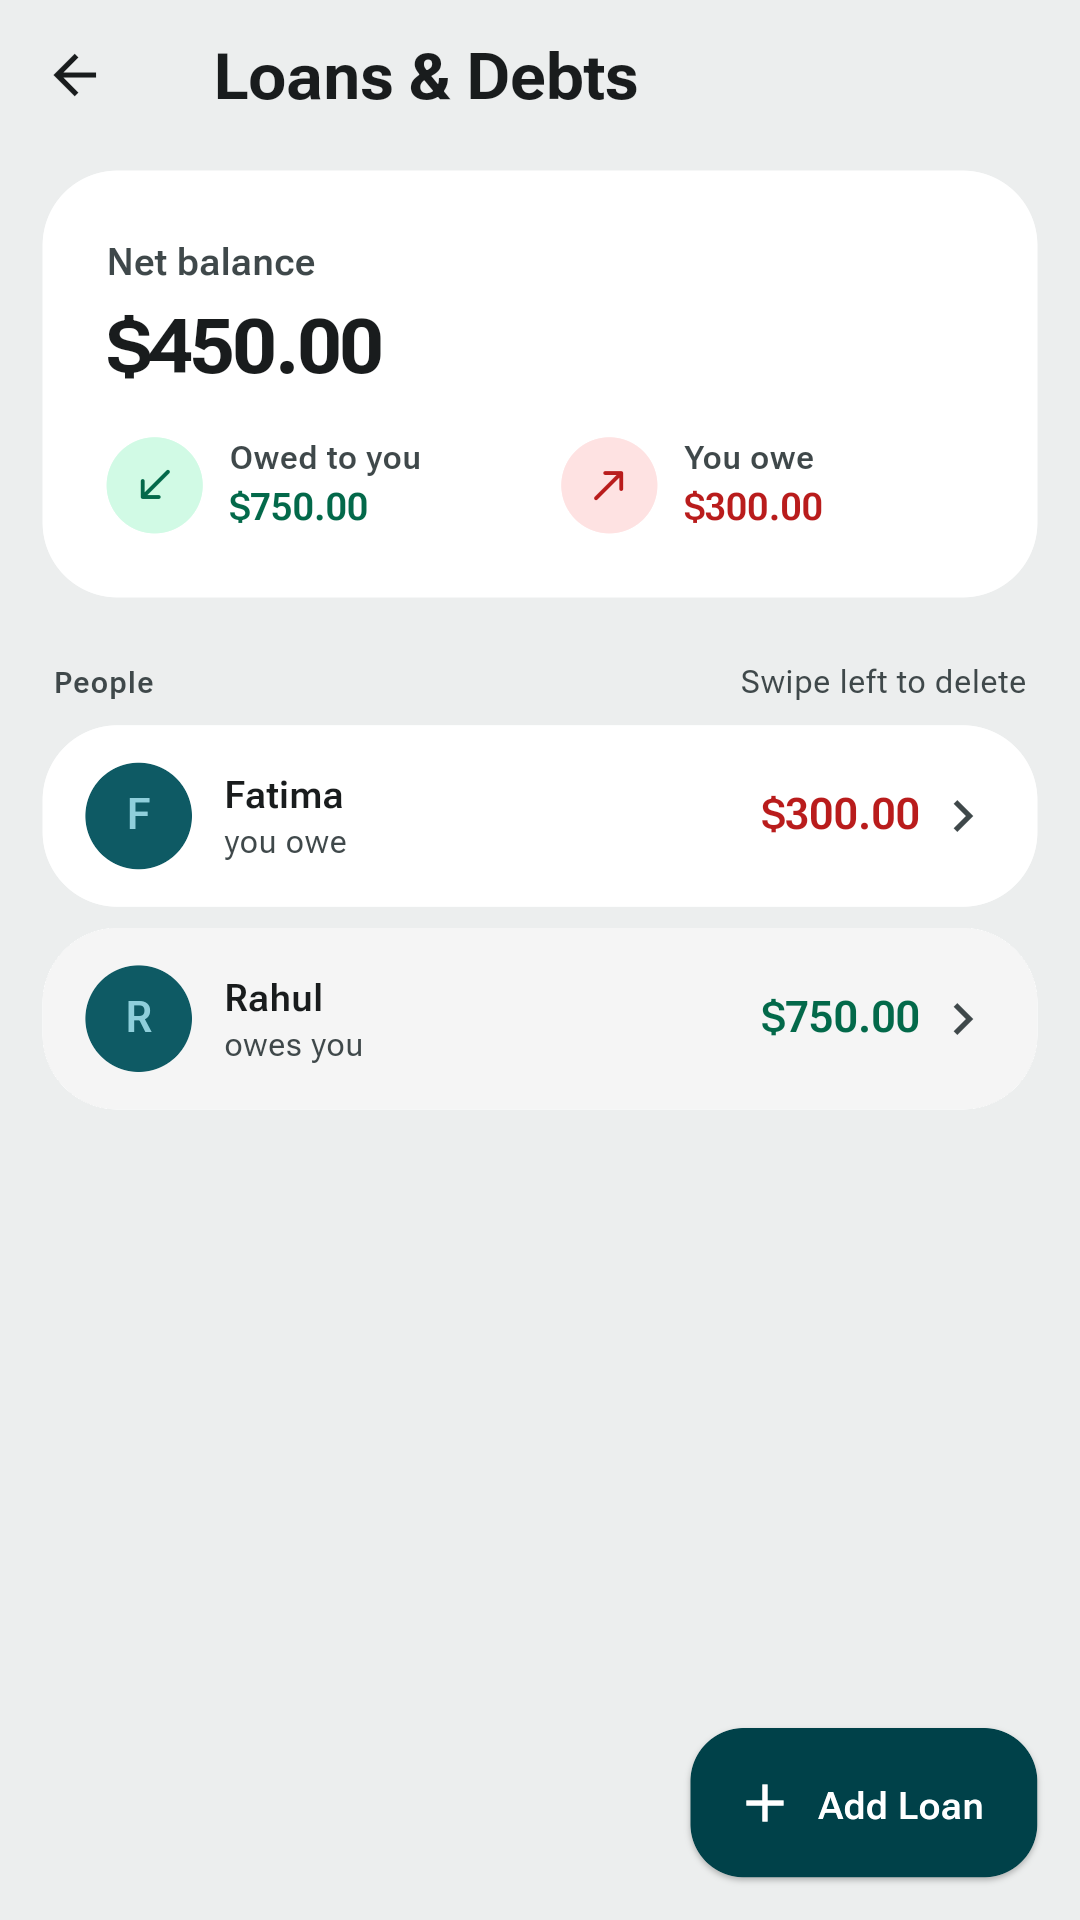 Loans & Debts
Net balance
$450.00
Owed to you
$750.00
You owe
$300.00
People
Swipe left to delete
F
Fatima
you owe
$300.00
R
Rahul
owes you
$750.00
Add Loan